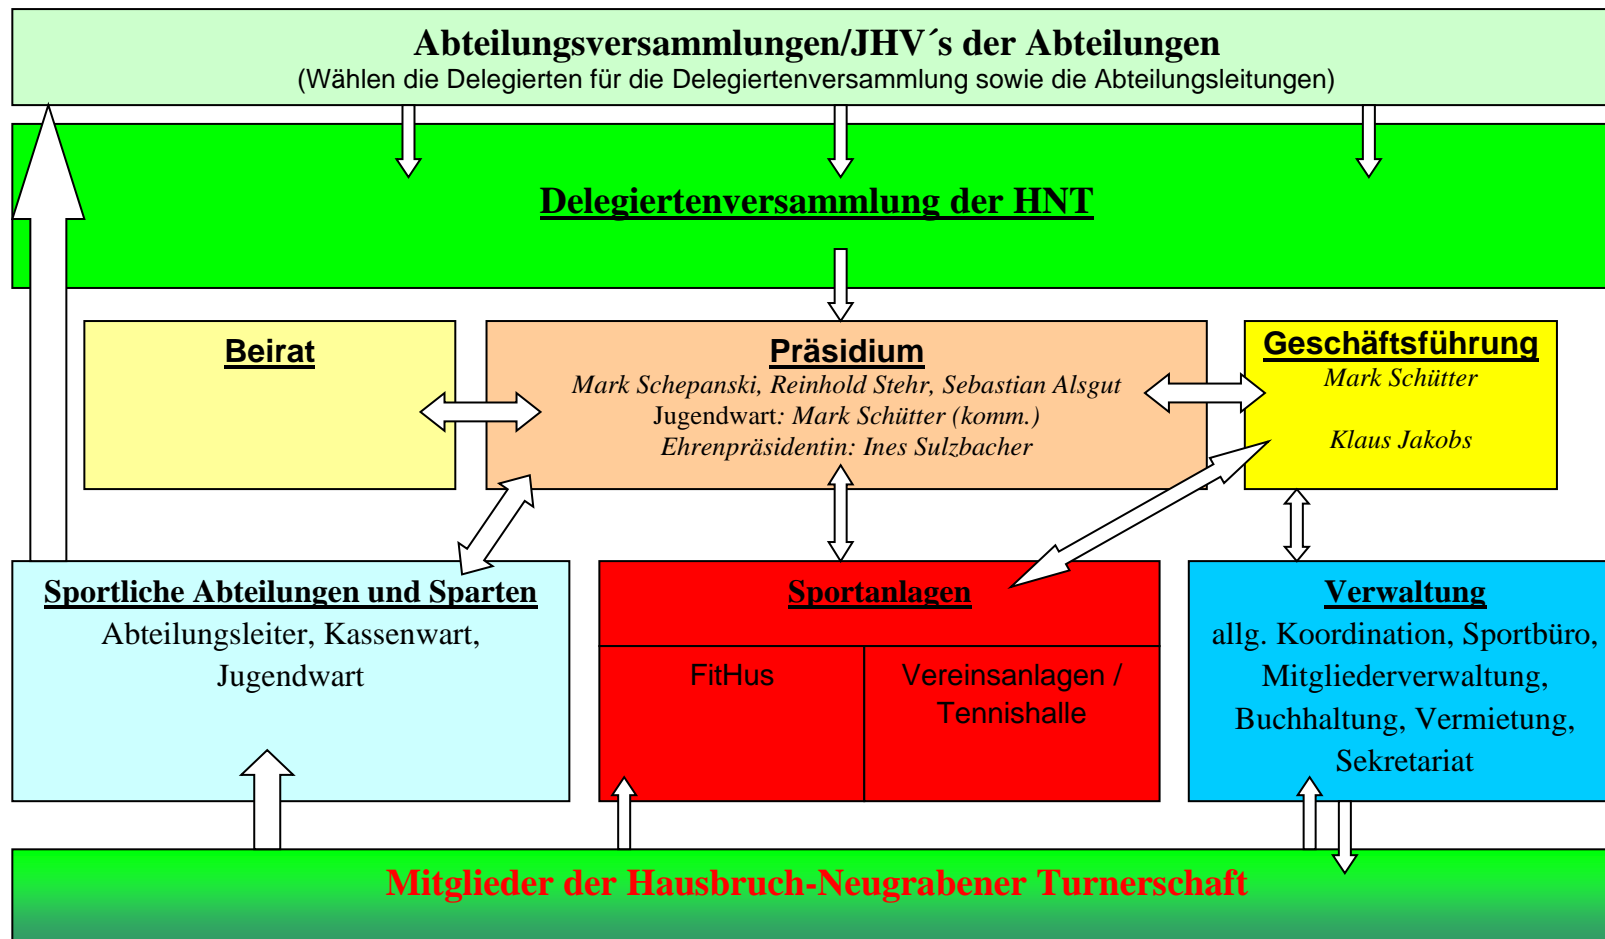 Abteilungsversammlungen/JHV´s der Abteilungen
(Wählen die Delegierten für die Delegiertenversammlung sowie die Abteilungsleitungen)
Delegiertenversammlung der HNT
Beirat
Präsidium
Mark Schepanski, Reinhold Stehr, Sebastian Alsgut
Jugendwart: Mark Schütter (komm.)
Ehrenpräsidentin: Ines Sulzbacher
Geschäftsführung
Mark Schütter
Klaus Jakobs
Sportliche Abteilungen und Sparten
Abteilungsleiter, Kassenwart,
Jugendwart
Sportanlagen
FitHus
Vereinsanlagen /
Tennishalle
Verwaltung
allg. Koordination, Sportbüro,
Mitgliederverwaltung,
Buchhaltung, Vermietung,
Sekretariat
Mitglieder der Hausbruch-Neugrabener Turnerschaft